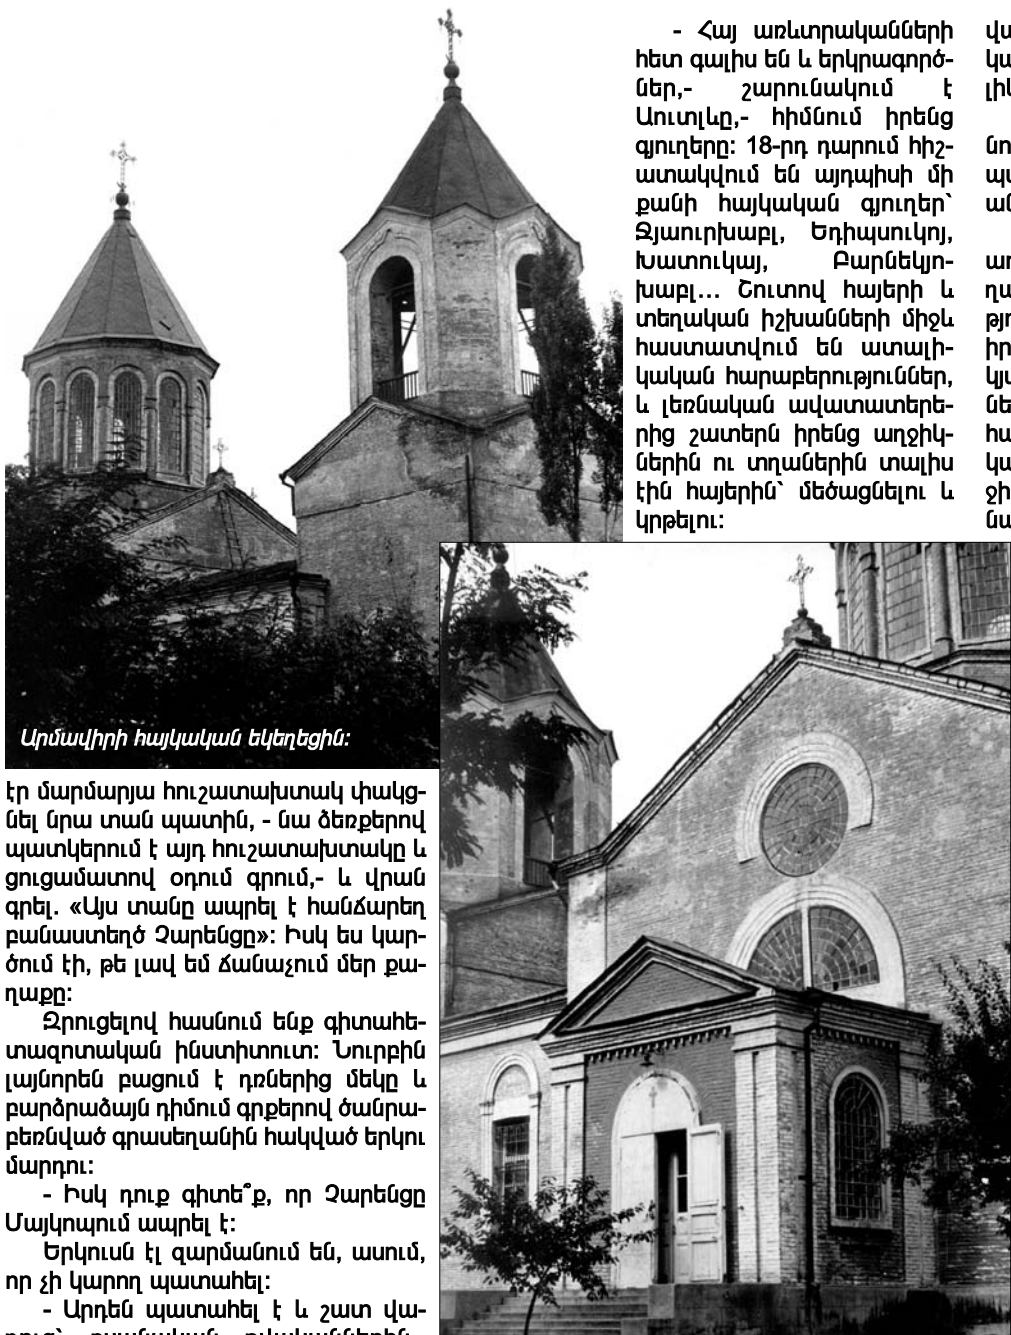 Արմավիրի հայկական եկեղեցին:
էր մարմարյա հուշատախտակ փակց-
նել նրա տան պատին, - նա ձեռքերով
պատկերում է այդ հուշատախտակը և
ցուցամատով օդում գրում,- և վրան
գրել. «Այս տանը ապրել է հանճարեղ
բանաստեղծ Չարենցը»: Իսկ ես կար-
ծում էի, թե լավ եմ ճանաչում մեր քա-
ղաքը:
Զրուցելով հասնում ենք գիտահե-
տազոտական ինստիտուտ: Նուրբին
լայնորեն բացում է դռներից մեկը և
բարձրաձայն դիմում գրքերով ծանրա-
բեռնված գրասեղանին հակված երկու
մարդու:
- Իսկ դուք գիտե՞ք, որ Չարենցը
Մայկոպում ապրել է:
Երկուսն էլ զարմանում են, ասում,
որ չի կարող պատահել:
- Արդեն պատահել է և շատ վա-
- Հայ առևտրականների
հետ գալիս են և երկրագործ-
ներ,- շարունակում է
Աուտլևը,- հիմնում իրենց
գյուղերը: 18-րդ դարում հիշ-
ատակվում են այդպիսի մի
քանի հայկական գյուղեր՝
Ջյաուրխաբլ, Եդիպսուկոյ,
Խատուկայ, Բարնեկյո-
խաբլ... Շուտով հայերի և
տեղական իշխանների միջև
հաստատվում են ատալի-
կական հարաբերություններ,
և լեռնական ավատատերե-
րից շատերն իրենց աղջիկ-
ներին ու տղաներին տալիս
էին հայերին՝ մեծացնելու և
կրթելու: